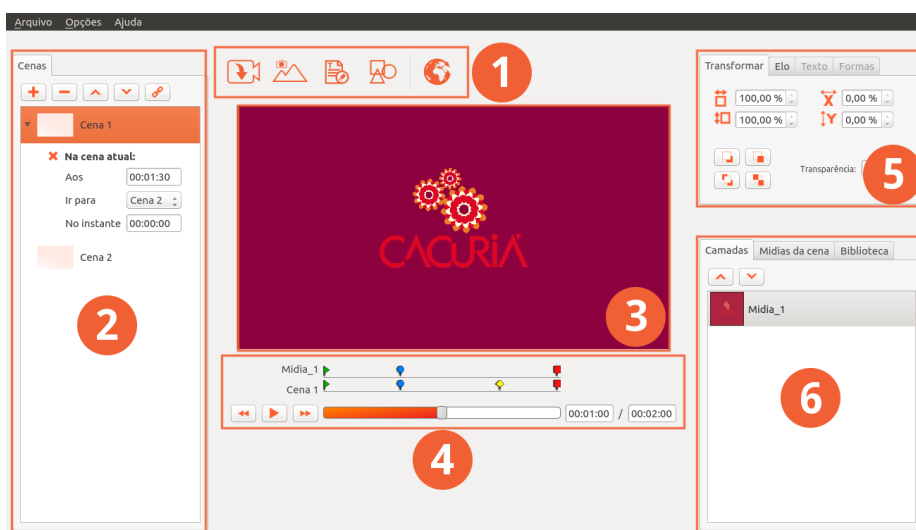 Arquivo Opções Ajuda
Cenas
Cena 1
Na cena atual:
Aos 00:01:30
Ir para Cena 2
No instante 00:00:00
Cena 2
2
1
CACURiÁ
3
Midia_1
Cena 1
00:01:00 / 00:02:00
4
Transformar Elo Texto Formas
100,00 % X 0,00 %
100,00 % Y 0,00 %
Transparência:
5
Camadas Midias da cena Biblioteca
Midia_1
6